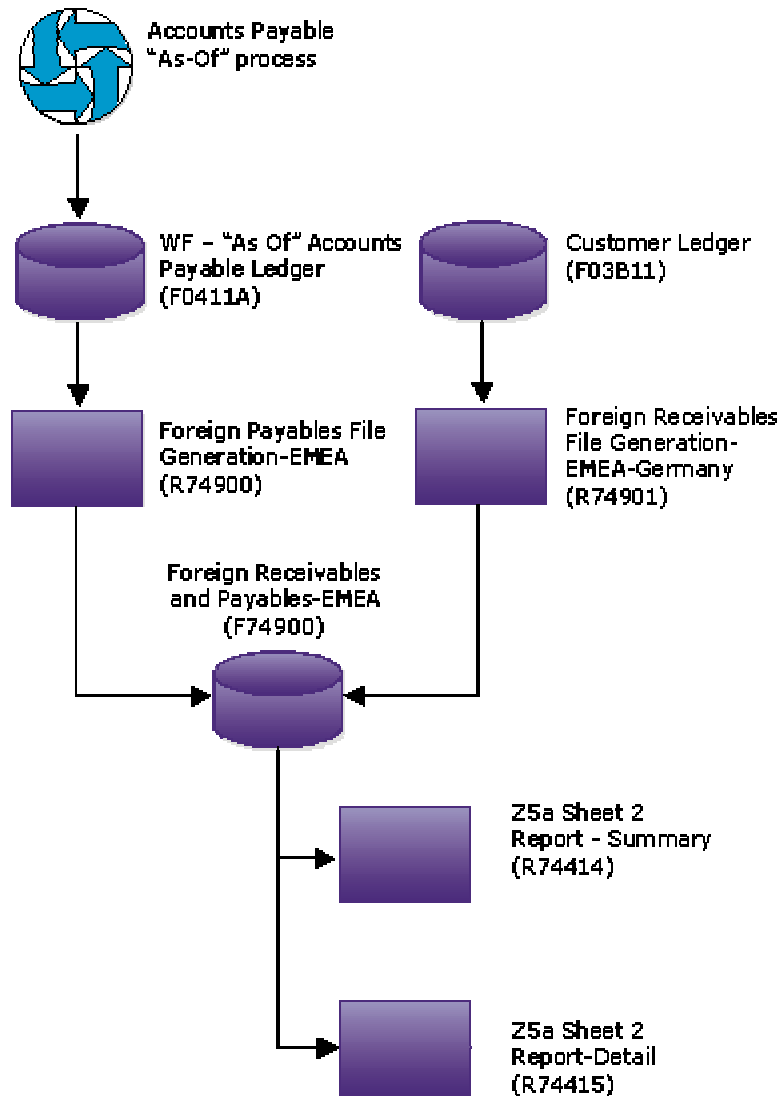 Accounts Payable
“As-Of” process
WF – “As Of” Accounts
Payable Ledger
(F0411A)
Customer Ledger
(F03B11)
Foreign Payables File
Generation-EMEA
(R74900)
Foreign Receivables
File Generation-
EMEA-Germany
(R74901)
Foreign Receivables
and Payables-EMEA
(F74900)
Z5a Sheet 2
Report – Summary
(R74414)
Z5a Sheet 2
Report-Detail
(R74415)